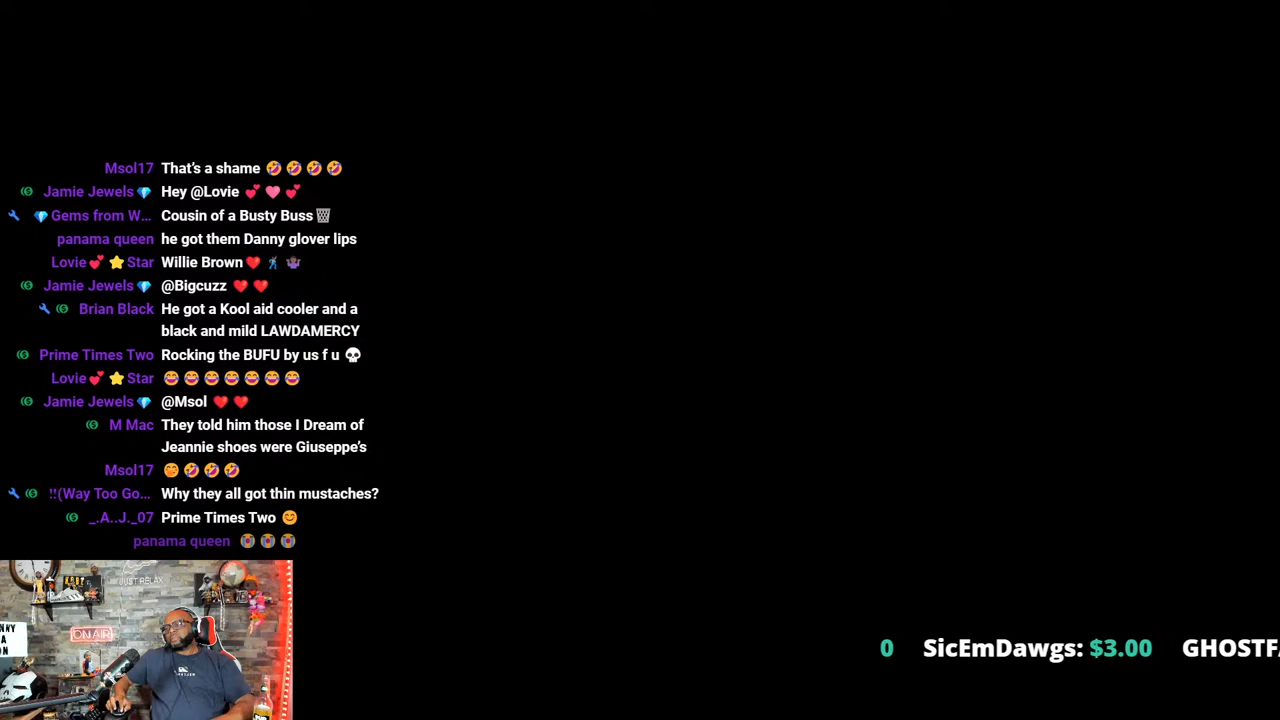 Msol17 That's a shame 🤣 🤣 🤣 🤣
Jamie Jewels💎 Hey @Lovie 💕 🩷 💕
💎Gems from W... Cousin of a Busty Buss🗑️
panama queen he got them Danny glover lips
Lovie💕 ⭐Star Willie Brown❤️ 🕺🏿 🤷🏾‍♀️
Jamie Jewels💎 @Bigcuzz ❤️ ❤️
Brian Black He got a Kool aid cooler and a
black and mild LAWDAMERCY
Prime Times Two Rocking the BUFU by us f u 💀
Lovie💕 ⭐Star 😂 😂 😂 😂 😂 😂 😂
Jamie Jewels💎 @Msol ❤️ ❤️
M Mac They told him those I Dream of
Jeannie shoes were Giuseppe's
Msol17 🤭 🤣 🤣 🤣
!!(Way Too Go... Why they all got thin mustaches?
_.A..J._07 Prime Times Two 😊
panama queen 😭 😭 😭
JUST RELAX
ON AIR
0 SicEmDawgs: $3.00 GHOSTFA